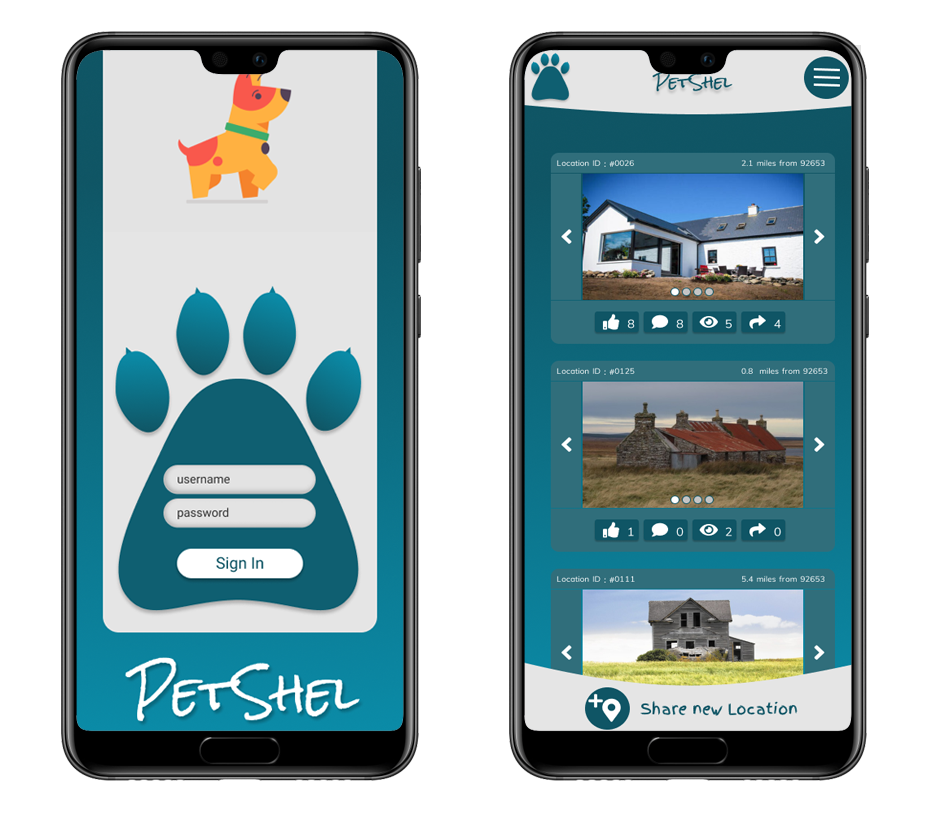 username
password
Sign In
PetShel
PetShel
Location ID : #0026 2.1 miles from 92653
8 8 5 4
Location ID : #0125 0.8 miles from 92653
1 0 2 0
Location ID : #0111 5.4 miles from 92653
Share new Location